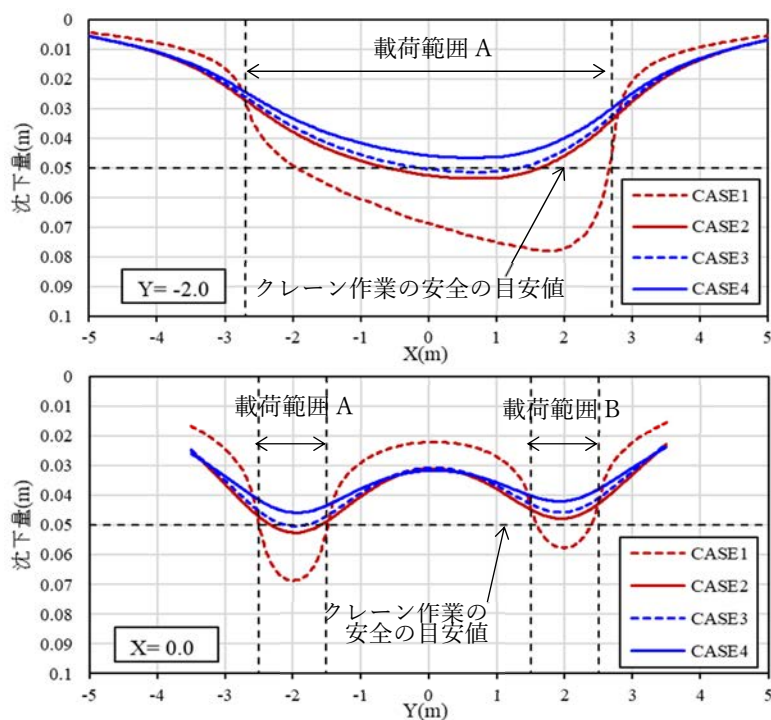 0
0.01
0.02
0.03
0.04
0.05
0.06
0.07
0.08
0.09
0.1
沈下量(m)
載荷範囲 A
CASE1
CASE2
CASE3
CASE4
クレーン作業の安全の目安値
Y= -2.0
-5 -4 -3 -2 -1 0 1 2 3 4 5
X(m)
0
0.01
0.02
0.03
0.04
0.05
0.06
0.07
0.08
0.09
0.1
沈下量(m)
載荷範囲 A
載荷範囲 B
クレーン作業の
安全の目安値
CASE1
CASE2
CASE3
CASE4
X= 0.0
-5 -4 -3 -2 -1 0 1 2 3 4 5
Y(m)